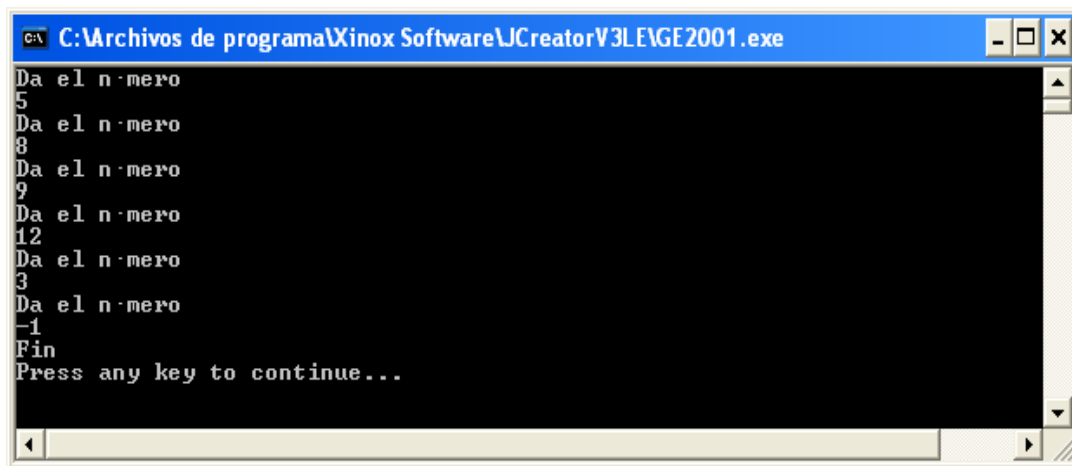 C:\Archivos de programa\Xinox Software\JCreatorV3LE\GE2001.exe
Da el n·mero
5
Da el n·mero
8
Da el n·mero
9
Da el n·mero
12
Da el n·mero
3
Da el n·mero
-1
Fin
Press any key to continue...